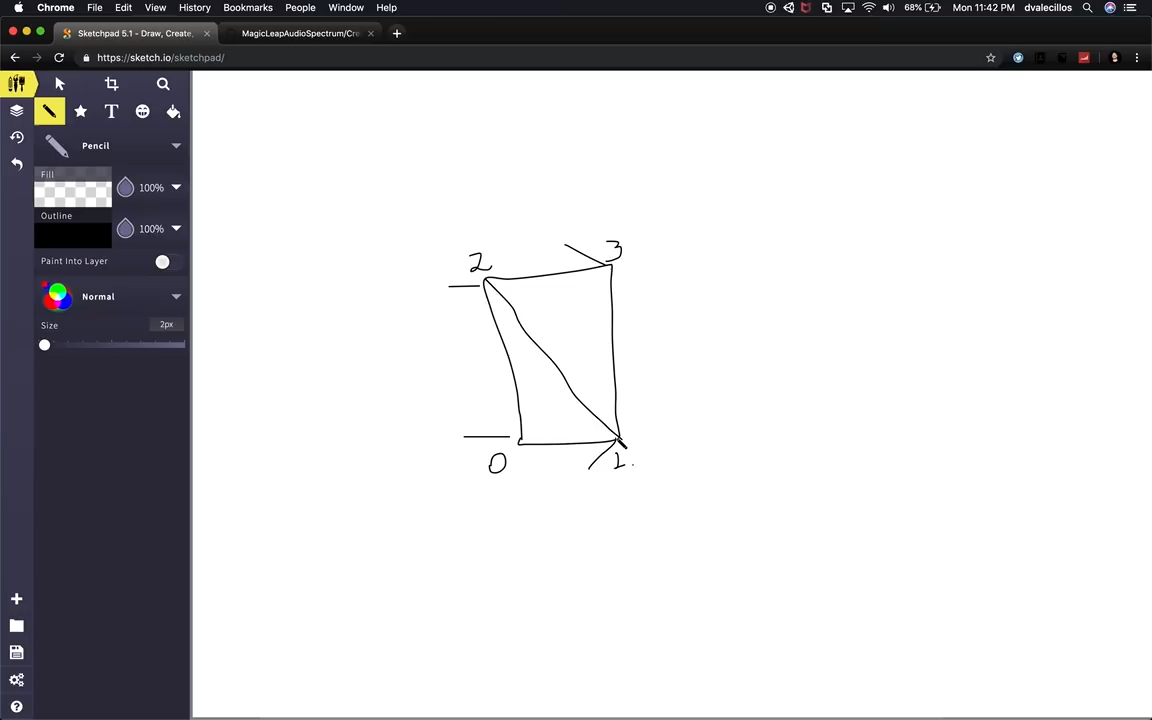 Chrome File Edit View History Bookmarks People Window Help 68% Mon 11:42 PM dvalecillos
Sketchpad 5.1 - Draw, Create, MagicLeapAudioSpectrum/Cre
https://sketch.io/sketchpad/
T
Pencil
Fill
100%
Outline
100%
Paint Into Layer
Normal
Size 2px
2 3
0 1.